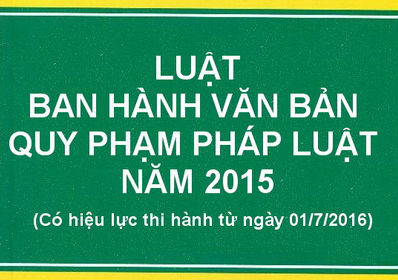 LUẬT
BAN HÀNH VĂN BẢN
QUY PHẠM PHÁP LUẬT
NĂM 2015
(Có hiệu lực thi hành từ ngày 01/7/2016)